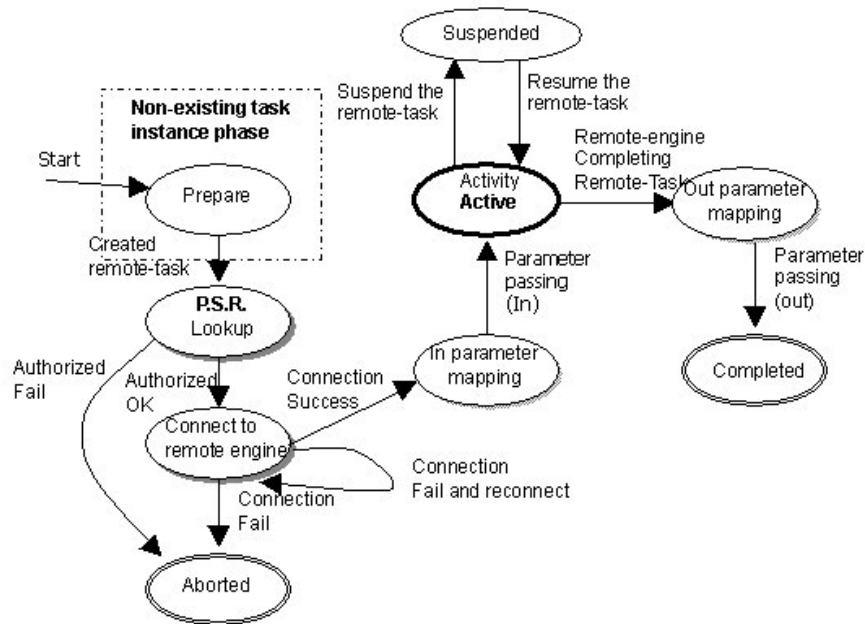 Suspended
Suspend the
remote-task
Resume the
remote-task
Non-existing task
instance phase
Start
Prepare
Created
remote-task
Activity
Active
Remote-engine
Completing
Remote-Task
Out parameter
mapping
P.S.R.
Lookup
Parameter
passing
(In)
Parameter
passing
(out)
Authorized
Fail
Authorized
OK
Connection
Success
In parameter
mapping
Completed
Connect to
remote engine
Connection
Fail and reconnect
Connection
Fail
Aborted